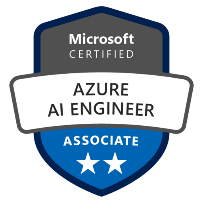 Microsoft
CERTIFIED
AZURE
AI ENGINEER
ASSOCIATE